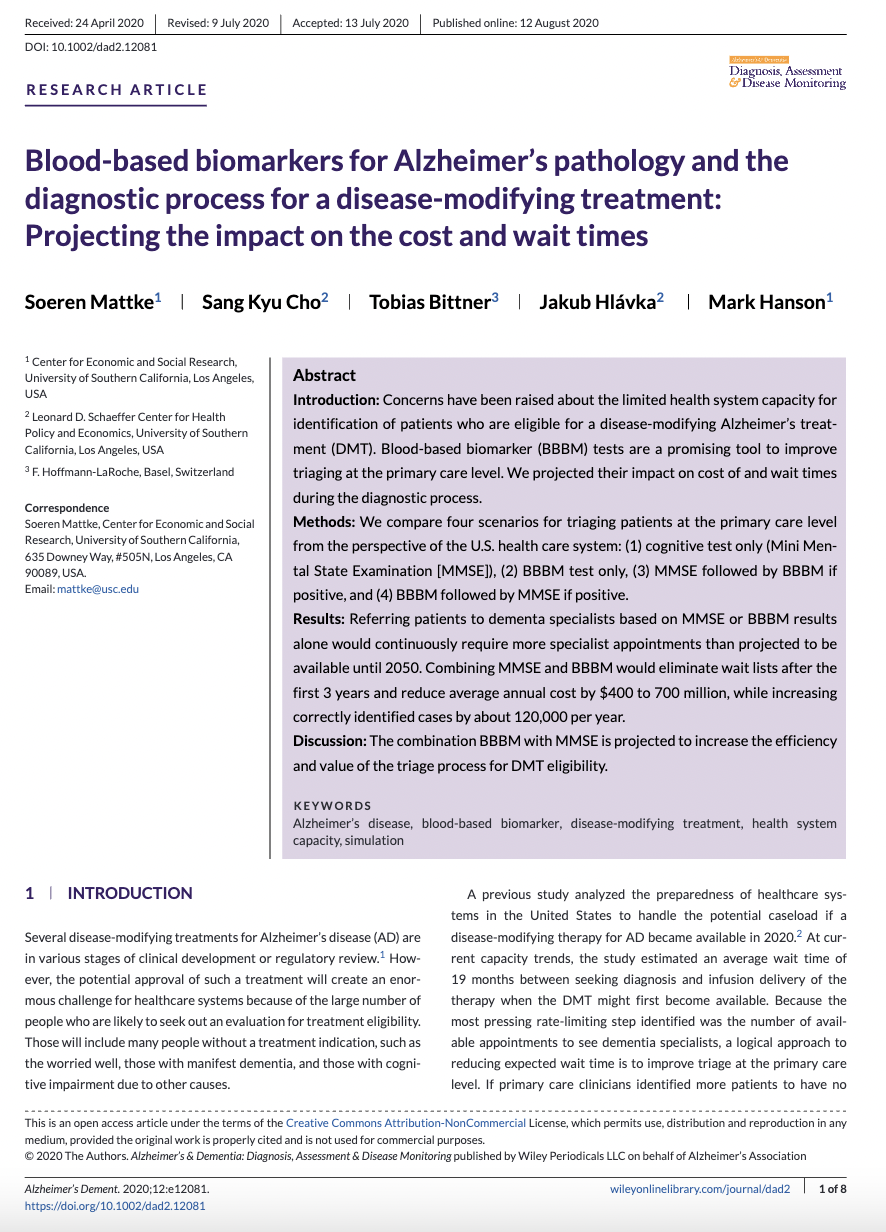 Received: 24 April 2020 | Revised: 9 July 2020 | Accepted: 13 July 2020 | Published online: 12 August 2020
DOI: 10.1002/dad2.12081
Diagnosis, Assessment
& Disease Monitoring
RESEARCH ARTICLE
Blood-based biomarkers for Alzheimer’s pathology and the
diagnostic process for a disease-modifying treatment:
Projecting the impact on the cost and wait times
Soeren Mattke1 | Sang Kyu Cho2 | Tobias Bittner3 | Jakub Hlávka2 | Mark Hanson1
1 Center for Economic and Social Research,
University of Southern California, Los Angeles,
USA
2 Leonard D. Schaeffer Center for Health
Policy and Economics, University of Southern
California, Los Angeles, USA
3 F. Hoffmann-LaRoche, Basel, Switzerland
Correspondence
Soeren Mattke, Center for Economic and Social
Research, University of Southern California,
635 Downey Way, #505N, Los Angeles, CA
90089, USA.
Email: mattke@usc.edu
Abstract
Introduction: Concerns have been raised about the limited health system capacity for
identification of patients who are eligible for a disease-modifying Alzheimer’s treat-
ment (DMT). Blood-based biomarker (BBBM) tests are a promising tool to improve
triaging at the primary care level. We projected their impact on cost of and wait times
during the diagnostic process.
Methods: We compare four scenarios for triaging patients at the primary care level
from the perspective of the U.S. health care system: (1) cognitive test only (Mini Men-
tal State Examination [MMSE]), (2) BBBM test only, (3) MMSE followed by BBBM if
positive, and (4) BBBM followed by MMSE if positive.
Results: Referring patients to dementa specialists based on MMSE or BBBM results
alone would continuously require more specialist appointments than projected to be
available until 2050. Combining MMSE and BBBM would eliminate wait lists after the
first 3 years and reduce average annual cost by $400 to 700 million, while increasing
correctly identified cases by about 120,000 per year.
Discussion: The combination BBBM with MMSE is projected to increase the efficiency
and value of the triage process for DMT eligibility.
KEYWORDS
Alzheimer’s disease, blood-based biomarker, disease-modifying treatment, health system
capacity, simulation
1 | INTRODUCTION
Several disease-modifying treatments for Alzheimer’s disease (AD) are
in various stages of clinical development or regulatory review.1 How-
ever, the potential approval of such a treatment will create an enor-
mous challenge for healthcare systems because of the large number of
people who are likely to seek out an evaluation for treatment eligibility.
Those will include many people without a treatment indication, such as
the worried well, those with manifest dementia, and those with cogni-
tive impairment due to other causes.
A previous study analyzed the preparedness of healthcare sys-
tems in the United States to handle the potential caseload if a
disease-modifying therapy for AD became available in 2020.2 At cur-
rent capacity trends, the study estimated an average wait time of
19 months between seeking diagnosis and infusion delivery of the
therapy when the DMT might first become available. Because the
most pressing rate-limiting step identified was the number of avail-
able appointments to see dementia specialists, a logical approach to
reducing expected wait time is to improve triage at the primary care
level. If primary care clinicians identified more patients to have no
This is an open access article under the terms of the Creative Commons Attribution-NonCommercial License, which permits use, distribution and reproduction in any
medium, provided the original work is properly cited and is not used for commercial purposes.
© 2020 The Authors. Alzheimer’s & Dementia: Diagnosis, Assessment & Disease Monitoring published by Wiley Periodicals LLC on behalf of Alzheimer’s Association
Alzheimer’s Dement. 2020;12:e12081.
https://doi.org/10.1002/dad2.12081
wileyonlinelibrary.com/journal/dad2 | 1 of 8